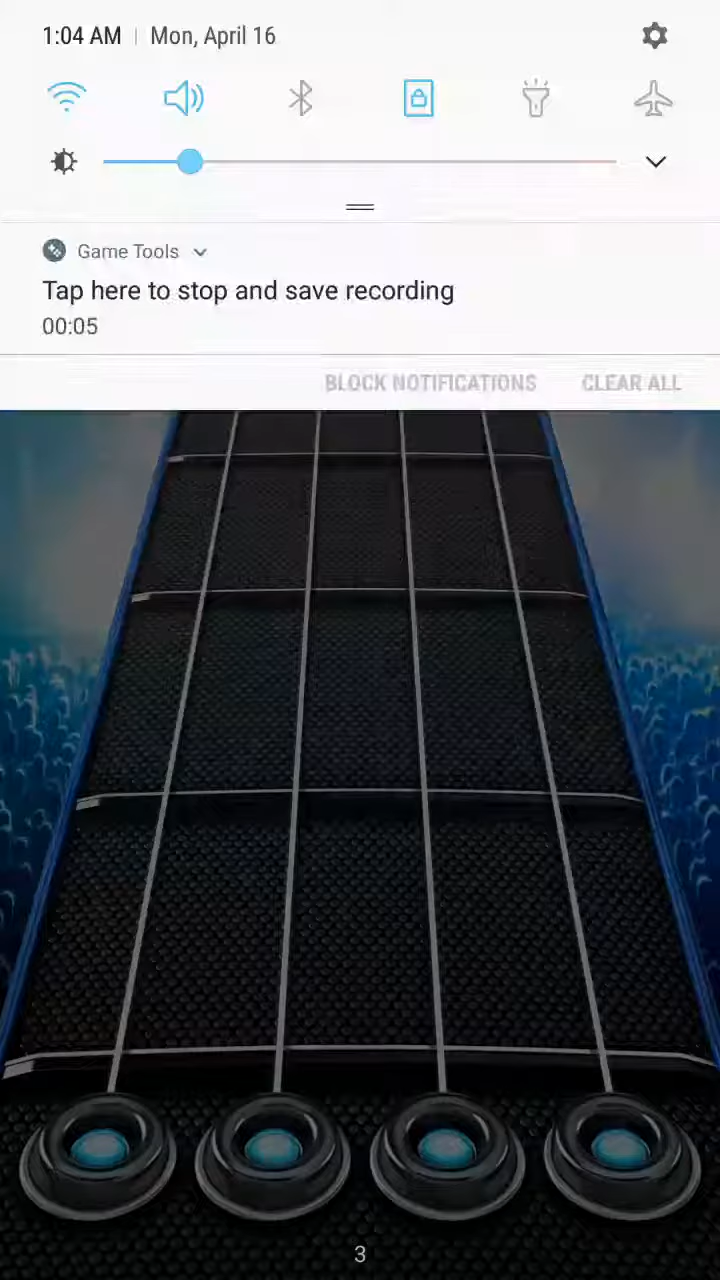 1:04 AM | Mon, April 16
Game Tools
Tap here to stop and save recording
00:05
BLOCK NOTIFICATIONS CLEAR ALL
3